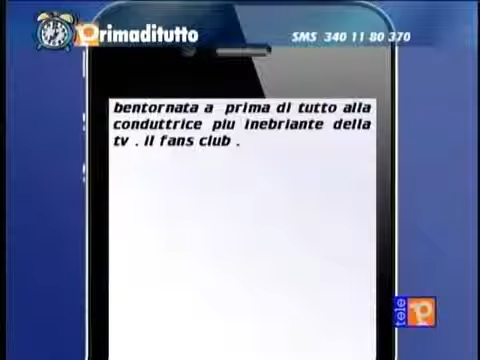 Primaditutto
SMS 340 11 80 370
bentornata a prima di tutto alla
conduttrice piu inebriante della
tv . il fans club .
tele P